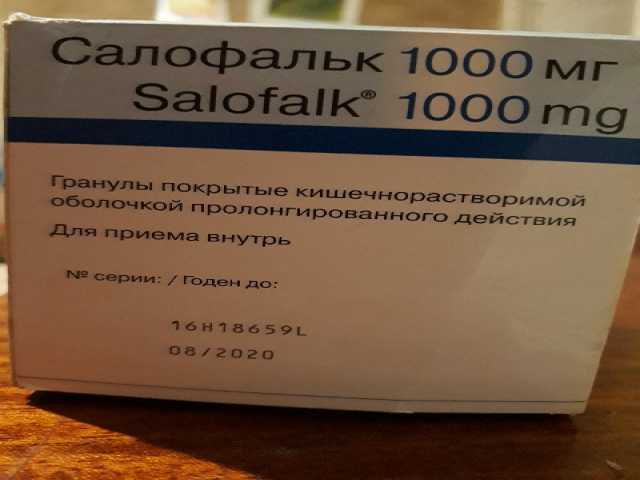 Салофальк 1000 мг
Salofalk® 1000 mg
Гранулы покрытые кишечнорастворимой
оболочкой пролонгированного действия
Для приема внутрь
№ серии: / Годен до:
16H18659L
08/2020